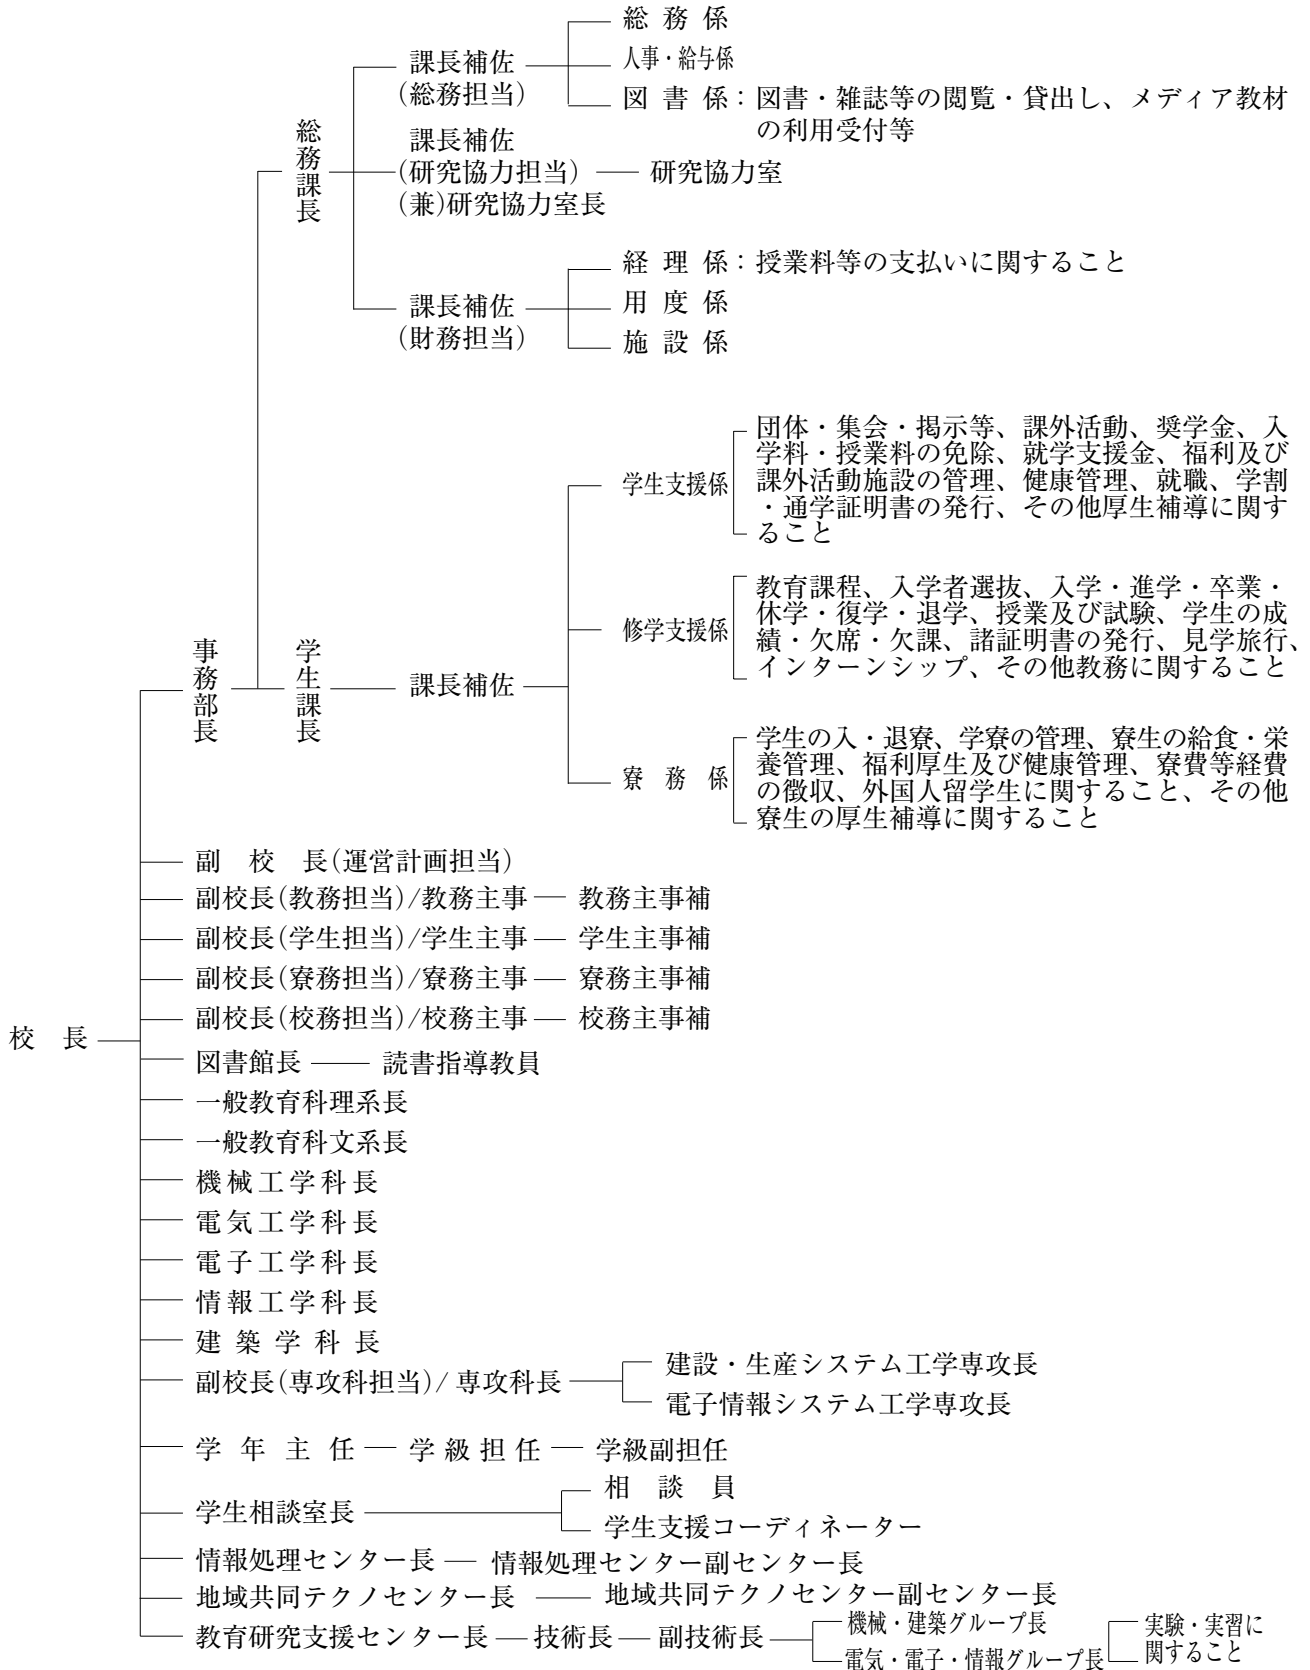 総務係
課長補佐
(総務担当)
人事・給与係
図書係：図書・雑誌等の閲覧・貸出し、メディア教材
の利用受付等
総務課長
課長補佐
(研究協力担当) 研究協力室
(兼)研究協力室長
経理係：授業料等の支払いに関すること
課長補佐
(財務担当)
用度係
施設係
学生支援係
団体・集会・掲示等、課外活動、奨学金、入
学料・授業料の免除、就学支援金、福利及び
課外活動施設の管理、健康管理、就職、学割
・通学証明書の発行、その他厚生補導に関す
ること
修学支援係
教育課程、入学者選抜、入学・進学・卒業・
休学・復学・退学、授業及び試験、学生の成
績・欠席・欠課、諸証明書の発行、見学旅行、
インターンシップ、その他教務に関すること
事務部長
学生課長
課長補佐
寮務係
学生の入・退寮、学寮の管理、寮生の給食・栄
養管理、福利厚生及び健康管理、寮費等経費
の徴収、外国人留学生に関すること、その他
寮生の厚生補導に関すること
副校長(運営計画担当)
副校長(教務担当)/教務主事 教務主事補
副校長(学生担当)/学生主事 学生主事補
副校長(寮務担当)/寮務主事 寮務主事補
副校長(校務担当)/校務主事 校務主事補
校長
図書館長 読書指導教員
一般教育科理系長
一般教育科文系長
機械工学科長
電気工学科長
電子工学科長
情報工学科長
建築学科長
副校長(専攻科担当)/専攻科長
建設・生産システム工学専攻長
電子情報システム工学専攻長
学年主任 学級担任 学級副担任
学生相談室長
相談員
学生支援コーディネーター
情報処理センター長 情報処理センター副センター長
地域共同テクノセンター長 地域共同テクノセンター副センター長
教育研究支援センター長 技術長 副技術長
機械・建築グループ長
電気・電子・情報グループ長
実験・実習に
関すること